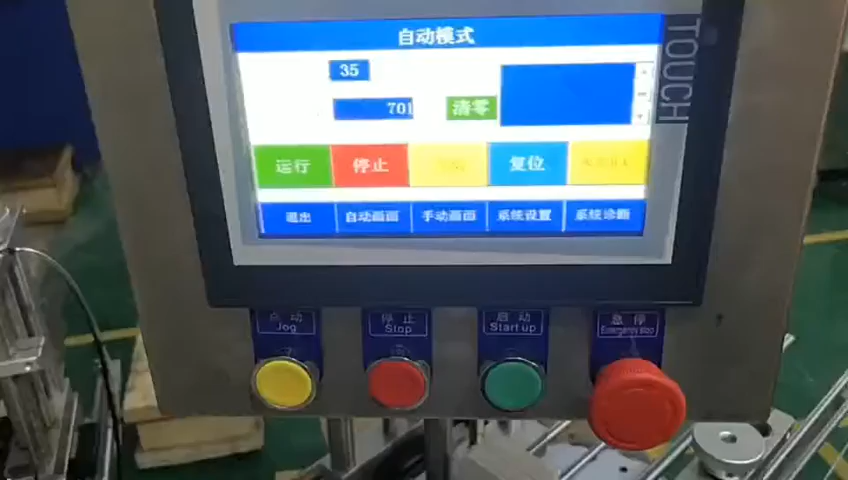 自动模式
TOUCH
35
701
清零
运行 停止 复位
退出 自动画面 手动画面 系统设置 系统诊断
点动
Jog
停止
Stop
启动
Start up
急停
Emergency stop